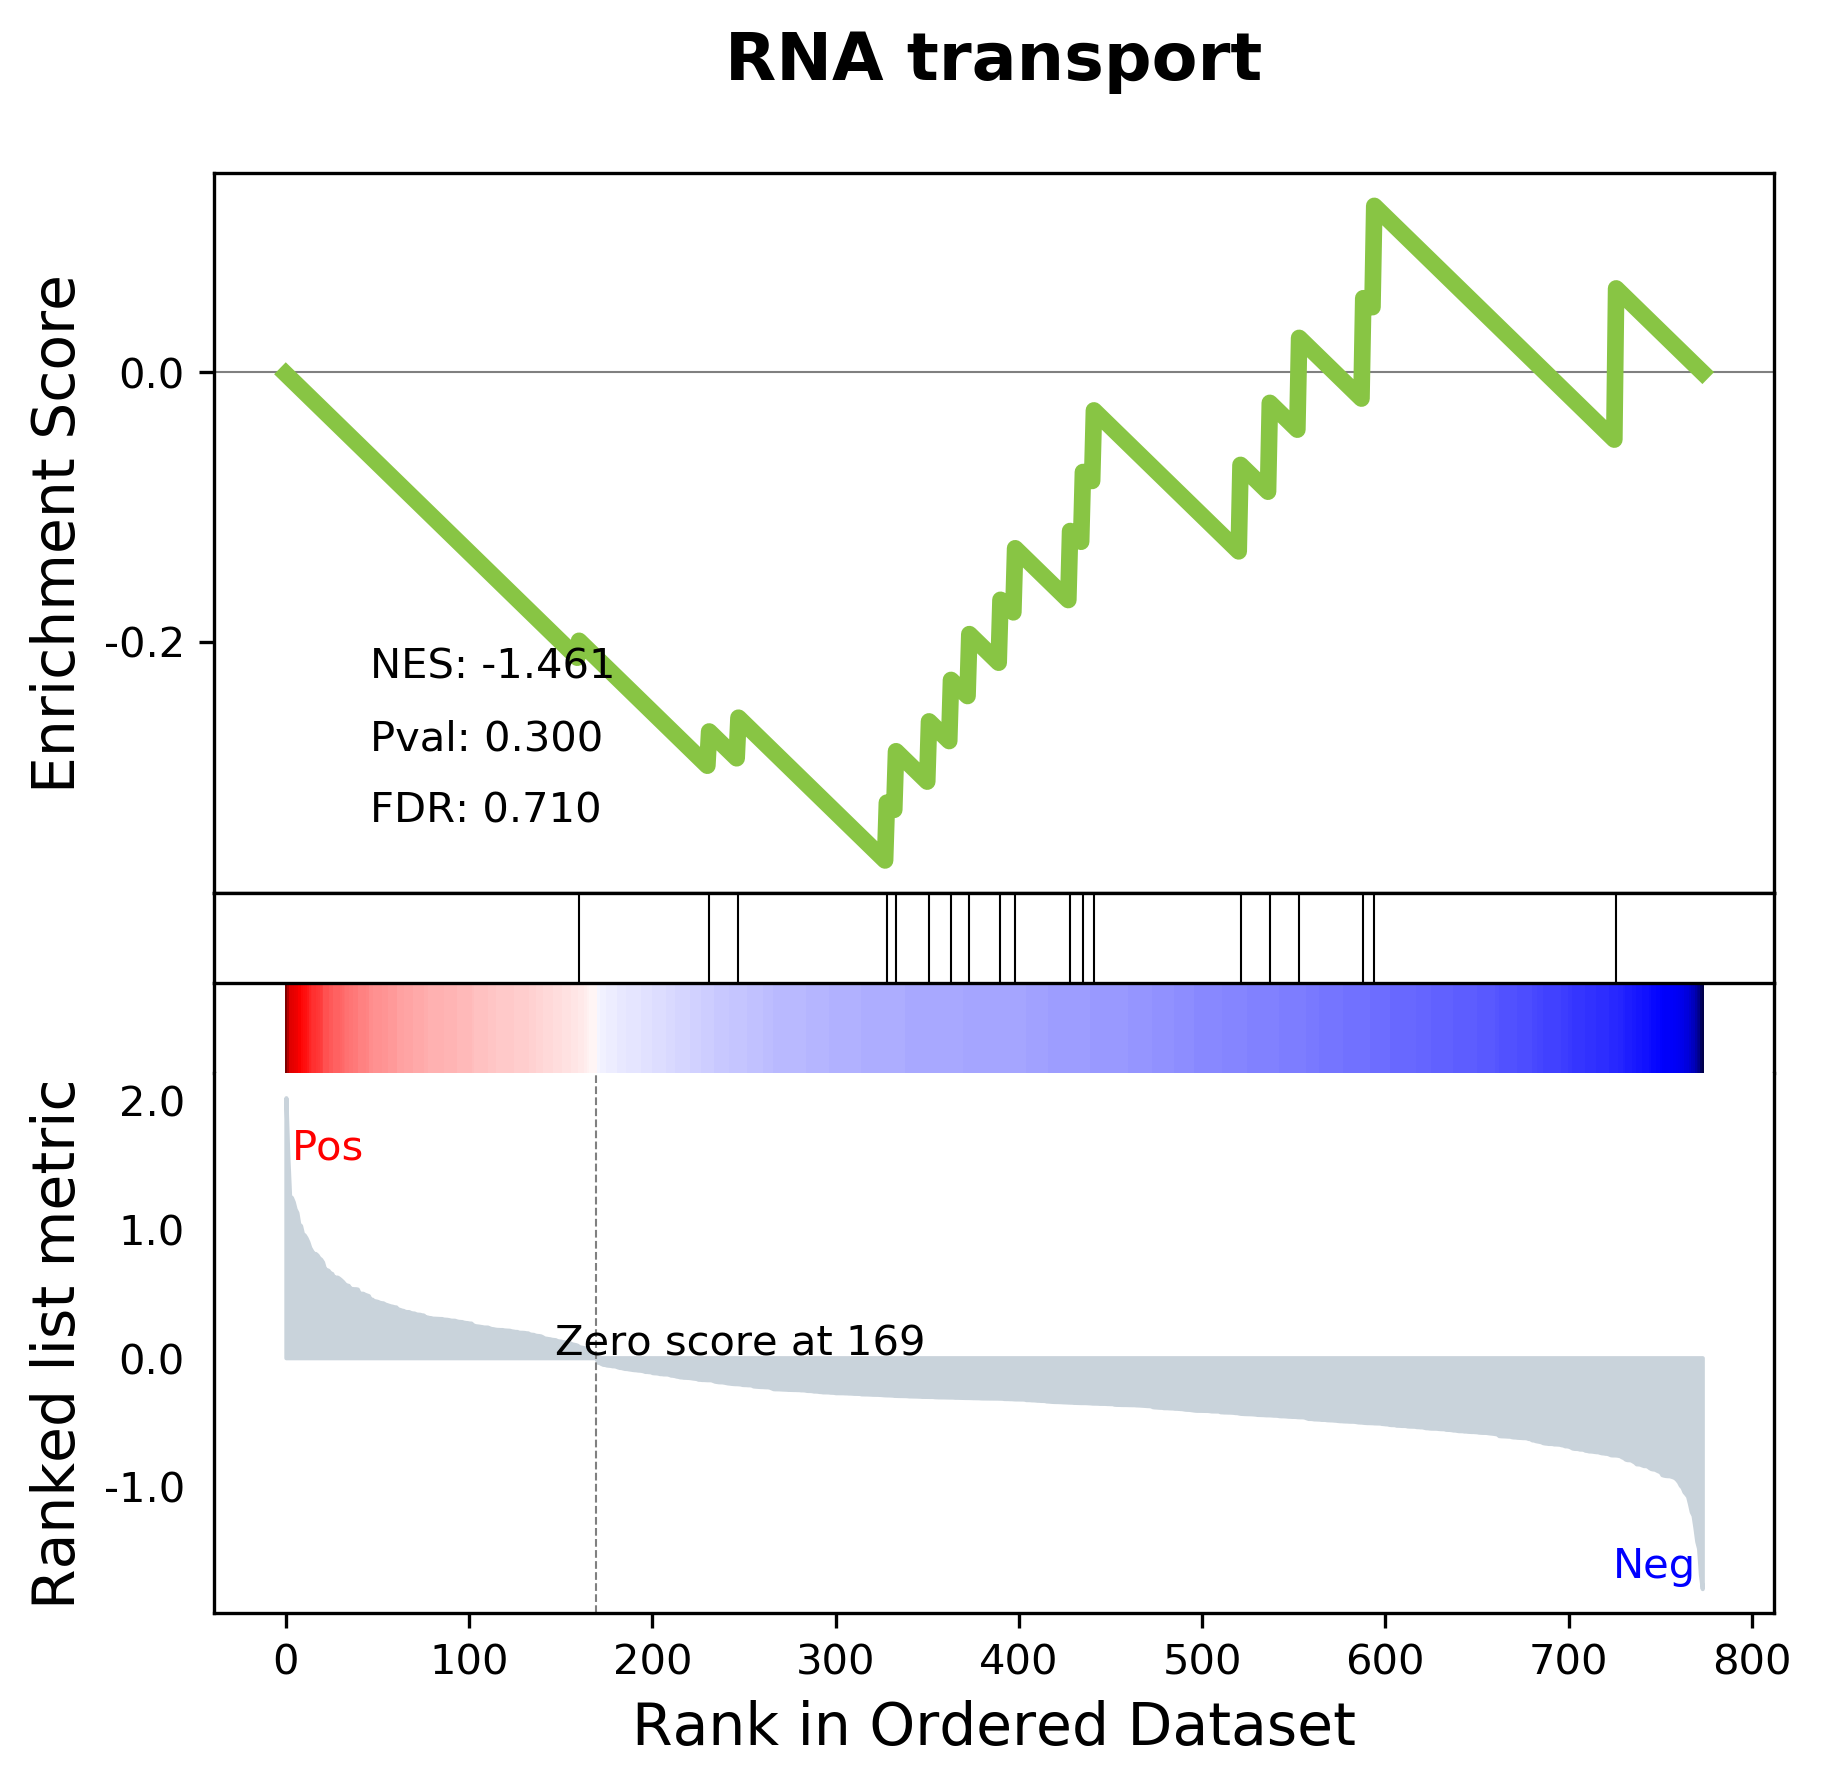 RNA transport
Enrichment Score
0.0
-0.2
NES: -1.461
Pval: 0.300
FDR: 0.710
Ranked list metric
2.0
1.0
0.0
-1.0
Pos
Zero score at 169
Neg
0 100 200 300 400 500 600 700 800
Rank in Ordered Dataset